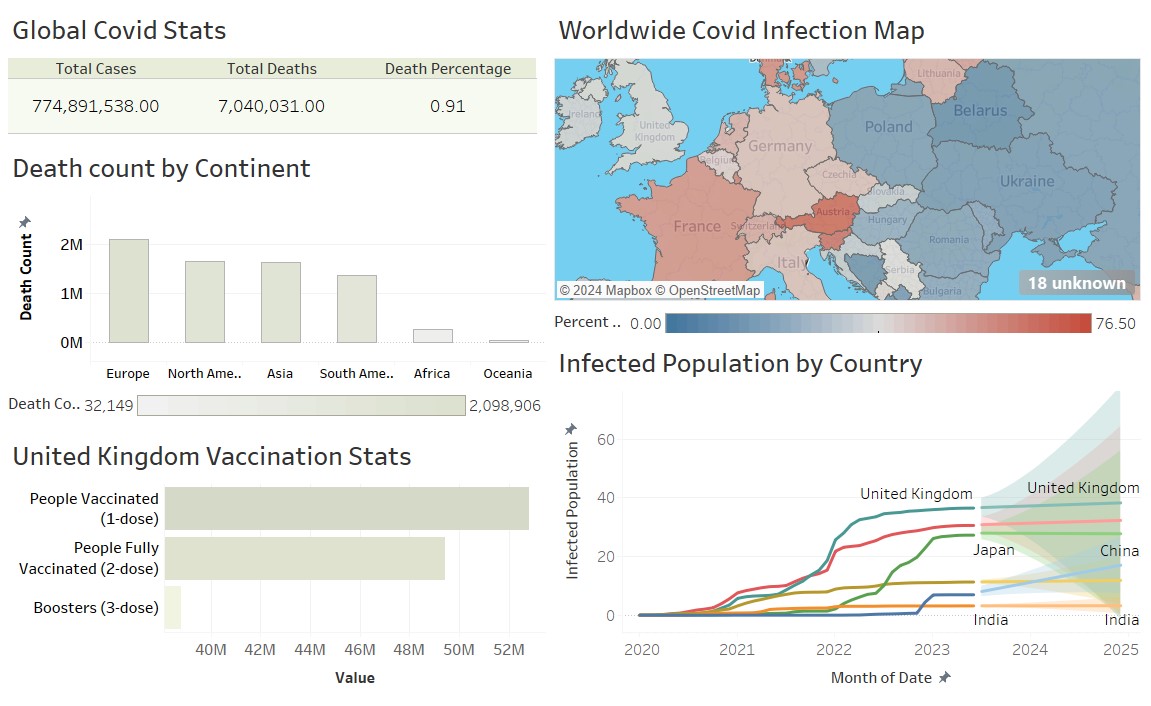 Global Covid Stats
Total Cases Total Deaths Death Percentage
774,891,538.00 7,040,031.00 0.91
Death count by Continent
Death Count
2M
1M
0M
Europe North Ame.. Asia South Ame.. Africa Oceania
Death Co.. 32,149 2,098,906
United Kingdom Vaccination Stats
People Vaccinated
(1-dose)
People Fully
Vaccinated (2-dose)
Boosters (3-dose)
40M 42M 44M 46M 48M 50M 52M
Value
Worldwide Covid Infection Map
Lithuania
Belarus
Ireland
United
Kingdom
Poland
Germany
Belgium
Czechia
Ukraine
Slovakia
Austria
France
Switzerland
Hungary
Romania
Italy
Serbia
Bulgaria
18 unknown
© 2024 Mapbox © OpenStreetMap
Percent .. 0.00 76.50
Infected Population by Country
Infected Population
60
40
20
0
United Kingdom
United Kingdom
Japan
China
India
India
2020 2021 2022 2023 2024 2025
Month of Date